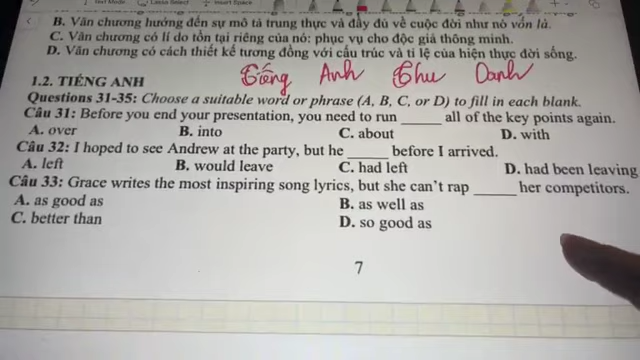 Text Mode
Lasso Select
Insert Space
B. Văn chương hướng đến sự mô tả trung thực và đầy đủ về cuộc đời như nó vốn là.
C. Văn chương có lí do tồn tại riêng của nó: phục vụ cho độc giả thông minh.
D. Văn chương có cách thiết kế tương đồng với cấu trúc và tỉ lệ của hiện thực đời sống.
1.2. TIẾNG ANH
Tiếng Anh Thu Oanh
Questions 31-35: Choose a suitable word or phrase (A, B, C, or D) to fill in each blank.
Câu 31: Before you end your presentation, you need to run ______ all of the key points again.
A. over B. into C. about D. with
Câu 32: I hoped to see Andrew at the party, but he ______ before I arrived.
A. left B. would leave C. had left D. had been leaving
Câu 33: Grace writes the most inspiring song lyrics, but she can't rap ______ her competitors.
A. as good as B. as well as
C. better than D. so good as
7